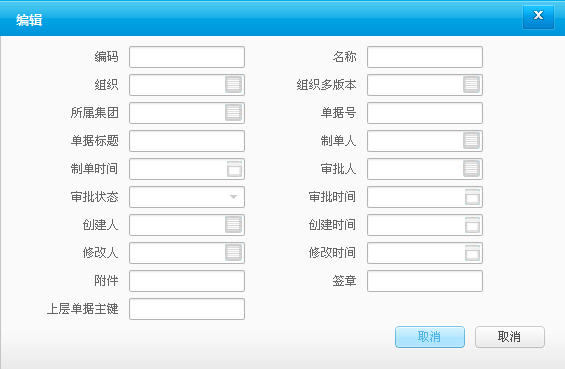 编辑 x
编码 名称
组织 组织多版本
所属集团 单据号
单据标题 制单人
制单时间 审批人
审批状态 审批时间
创建人 创建时间
修改人 修改时间
附件 签章
上层单据主键
取消 取消